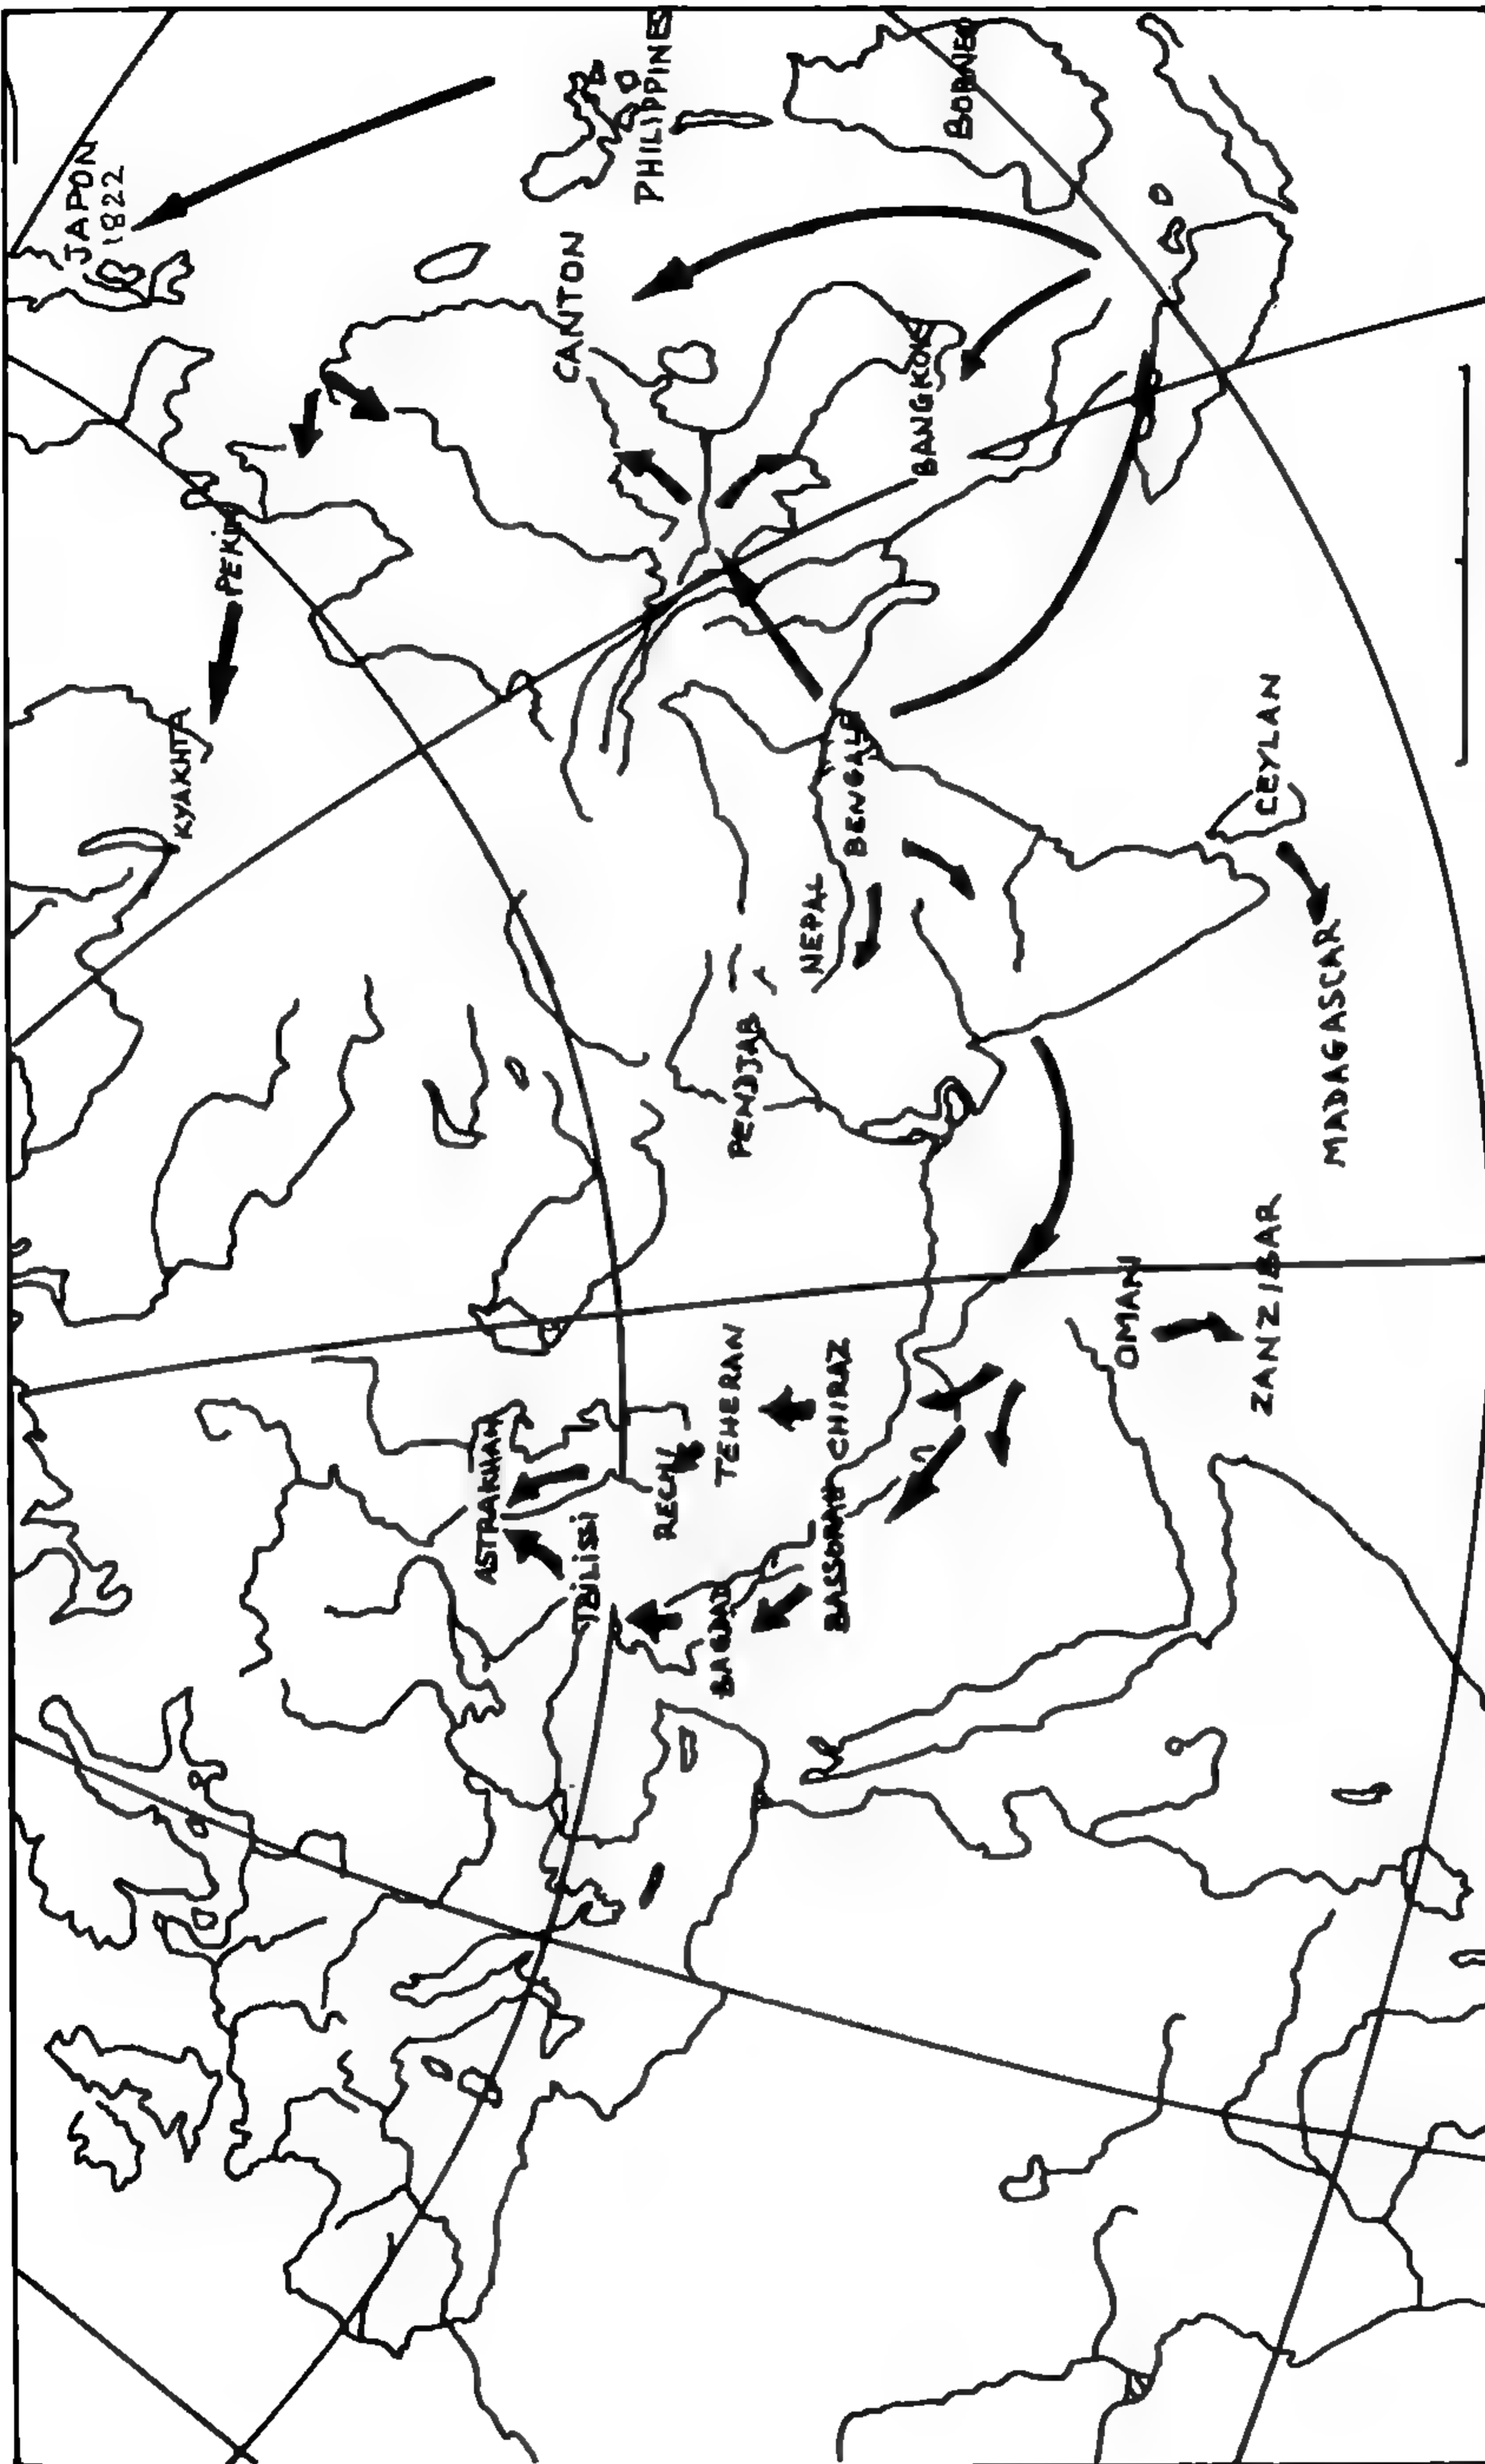 JAPON
1822
PHILIPPINES
BORNEO
CANTON
BANGKOK
PEKIN
KYAKHTA
BENGALE
NEPAL
CEYLAN
PENDJAB
MADAGASCAR
ZANZIBAR
OMAN
TEHERAN
CHIRAZ
ASTRAKHAN
RECHT
TBILISI
BASSORAH
BAGDAD